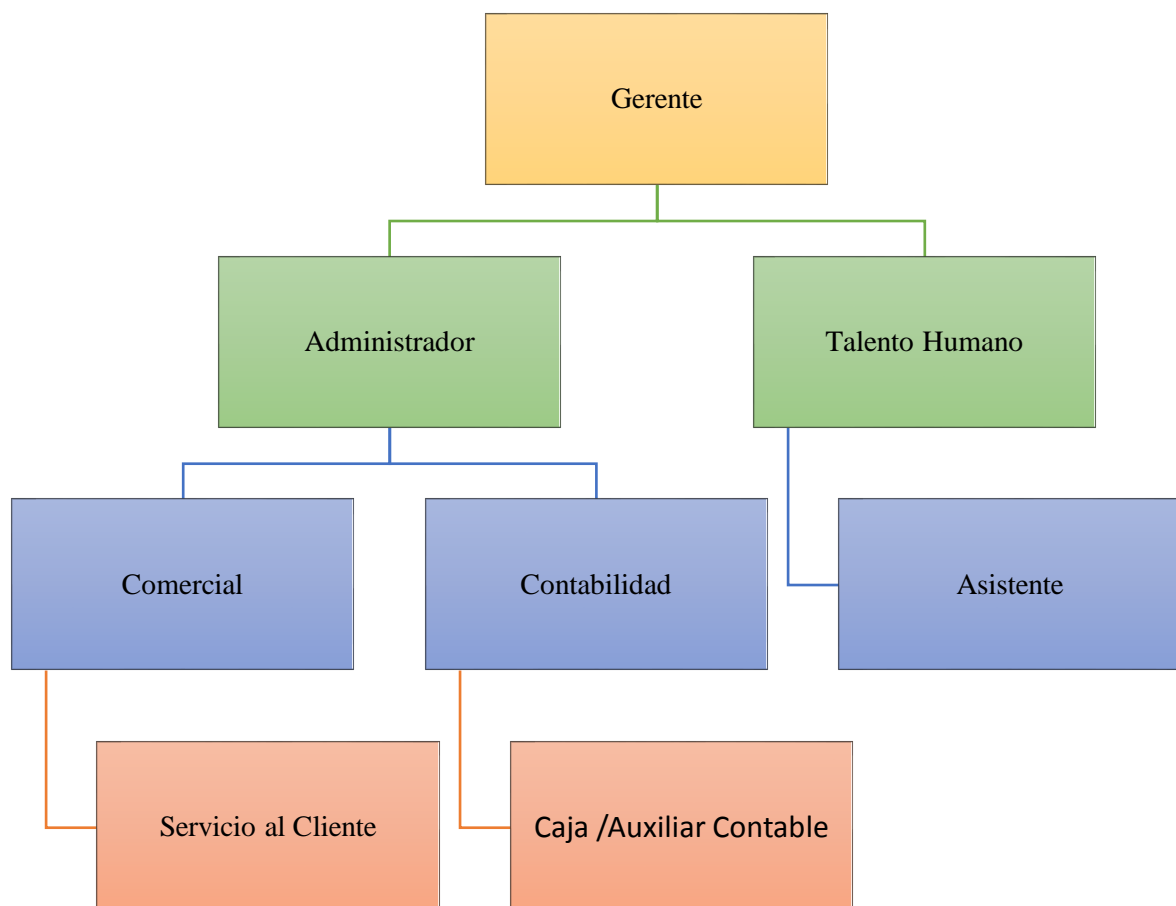 Gerente
Administrador
Talento Humano
Comercial
Contabilidad
Asistente
Servicio al Cliente
Caja /Auxiliar Contable